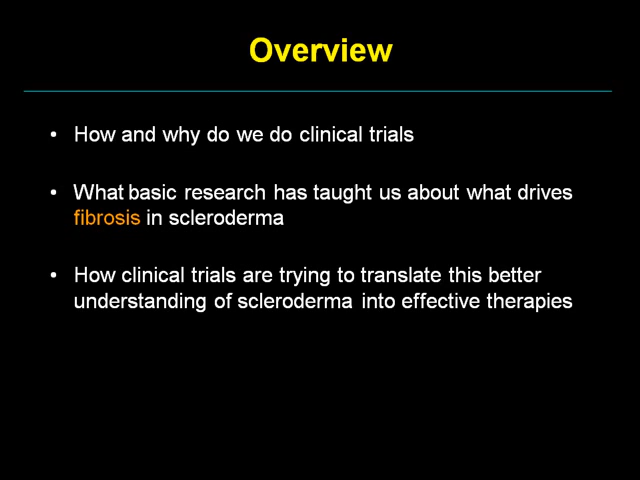 Overview
• How and why do we do clinical trials
• What basic research has taught us about what drives
fibrosis in scleroderma
• How clinical trials are trying to translate this better
understanding of scleroderma into effective therapies